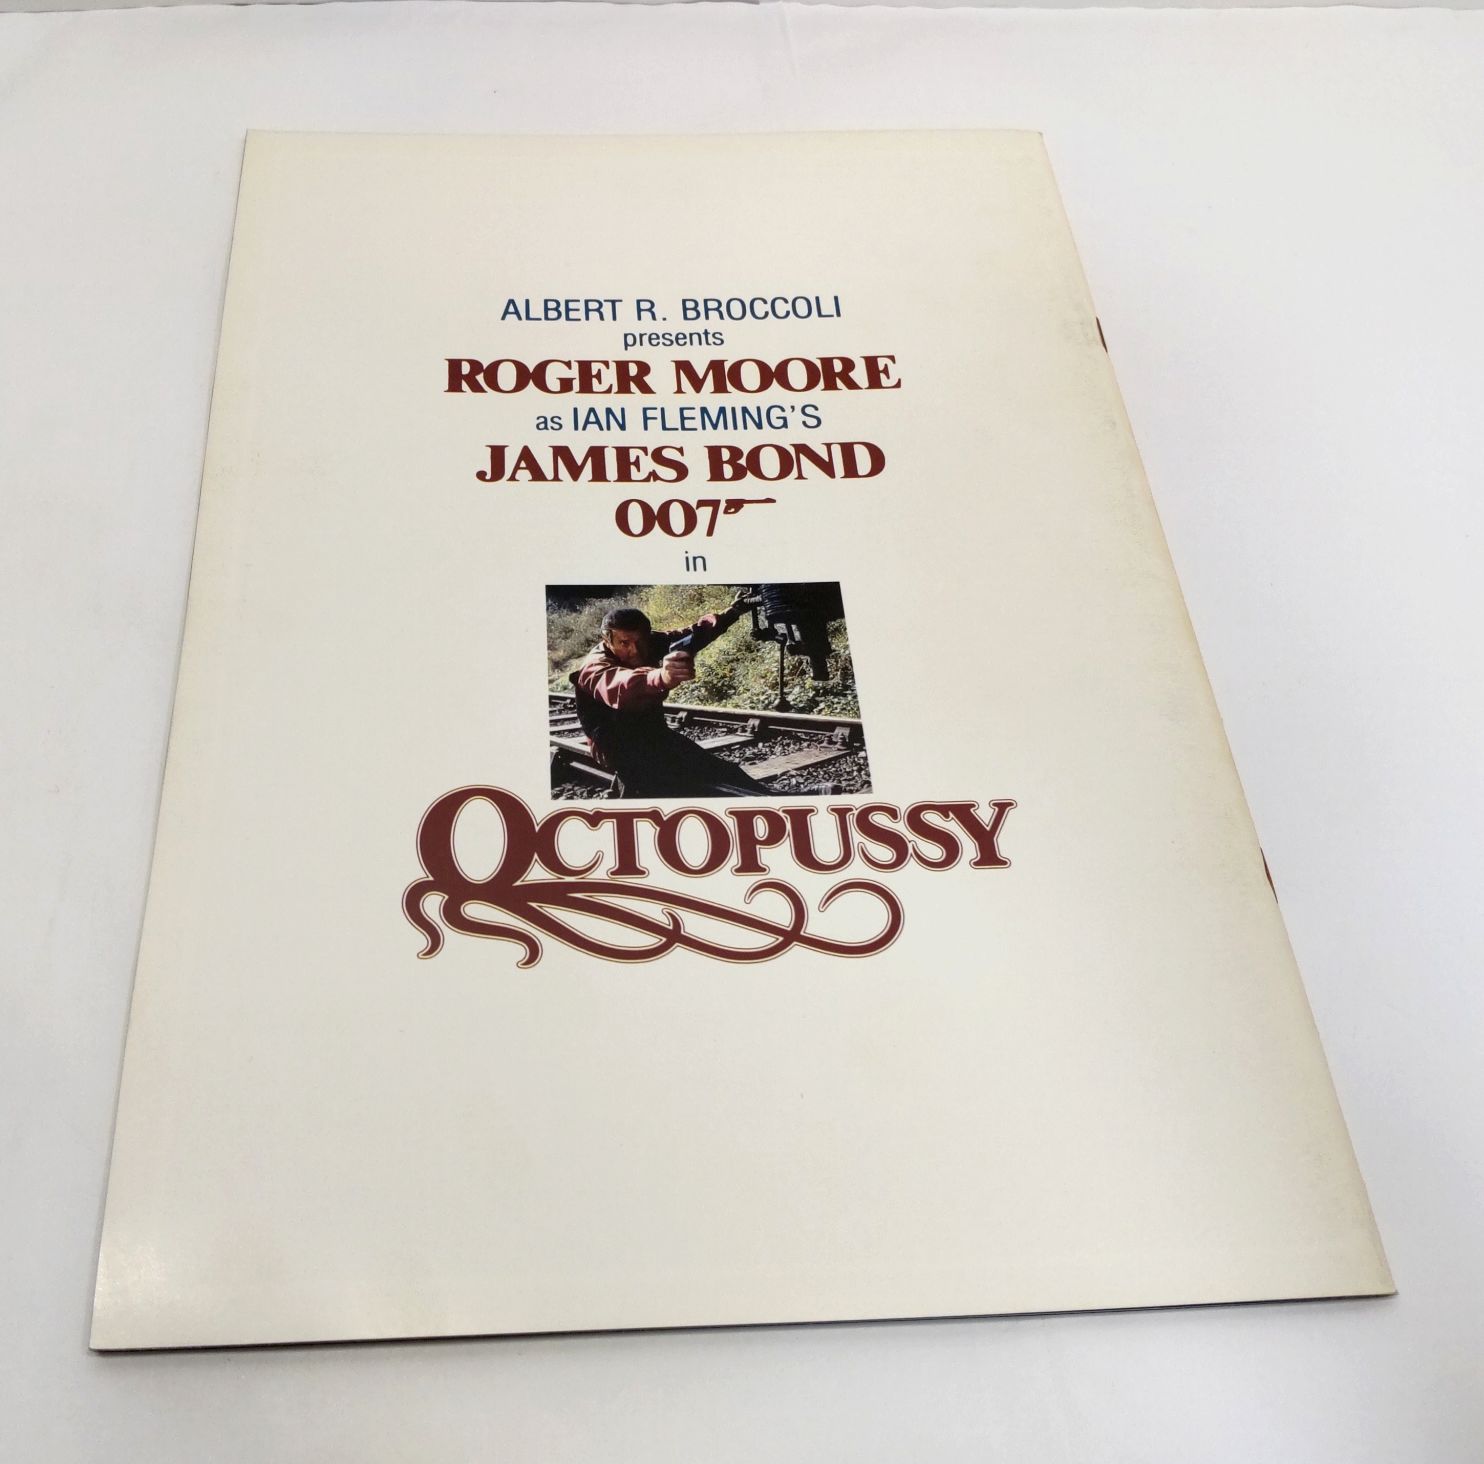 ALBERT R. BROCCOLI
presents
ROGER MOORE
as IAN FLEMING'S
JAMES BOND
007
in
OCTOPUSSY